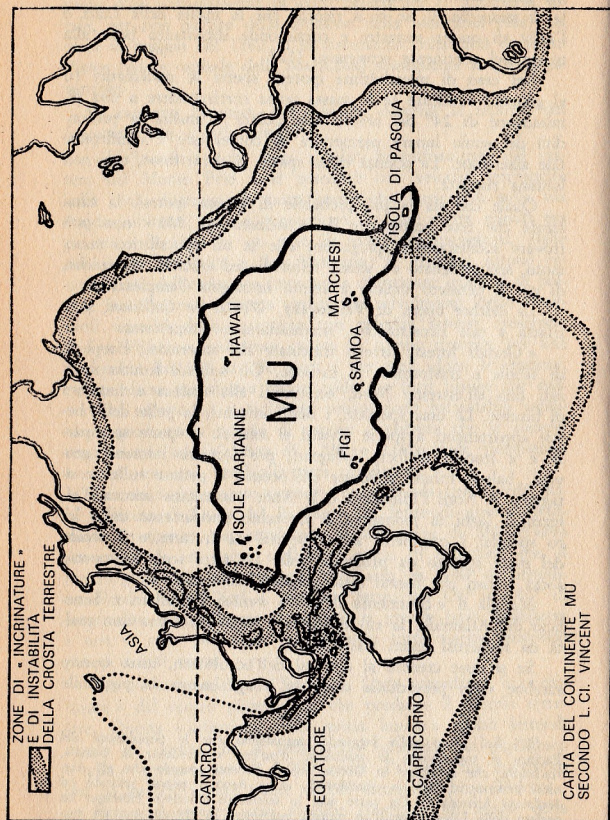 ZONE DI « INCRINATURE »
E DI INSTABILITÀ
DELLA CROSTA TERRESTRE
ASIA
CANCRO
ISOLE MARIANNE
HAWAII
MU
EQUATORE
FIGI
SAMOA
MARCHESI
CAPRICORNO
ISOLA DI PASQUA
CARTA DEL CONTINENTE MU
SECONDO L. CI. VINCENT